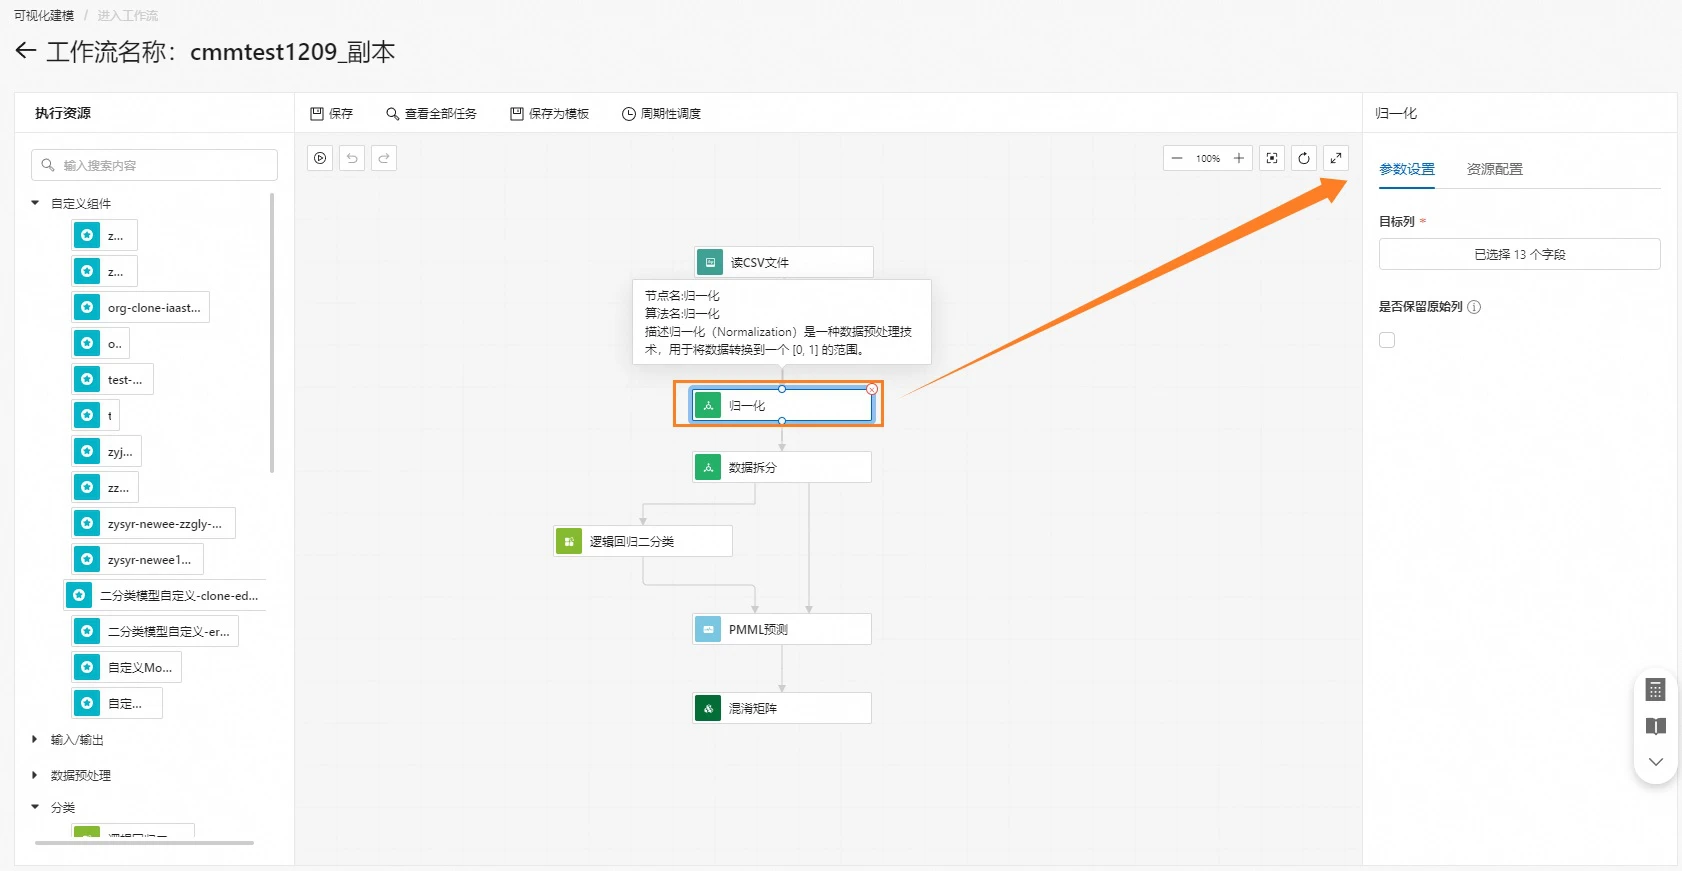 可视化建模 / 进入工作流
工作流名称：cmmtest1209_副本
执行资源
保存
查看全部任务
保存为模板
周期性调度
归一化
输入搜索内容
100%
参数设置
资源配置
自定义组件
z...
z...
org-clone-iaast...
o..
test-...
t
zyj...
zz...
zysyr-newee-zzgly-...
zysyr-newee1...
二分类模型自定义-clone-ed...
二分类模型自定义-er...
自定义Mo...
自定...
输入/输出
数据预处理
分类
读CSV文件
节点名:归一化
算法名:归一化
描述归一化（Normalization）是一种数据预处理技
术，用于将数据转换到一个 [0, 1] 的范围。
归一化
数据拆分
逻辑回归二分类
PMML预测
混淆矩阵
目标列 *
已选择 13 个字段
是否保留原始列